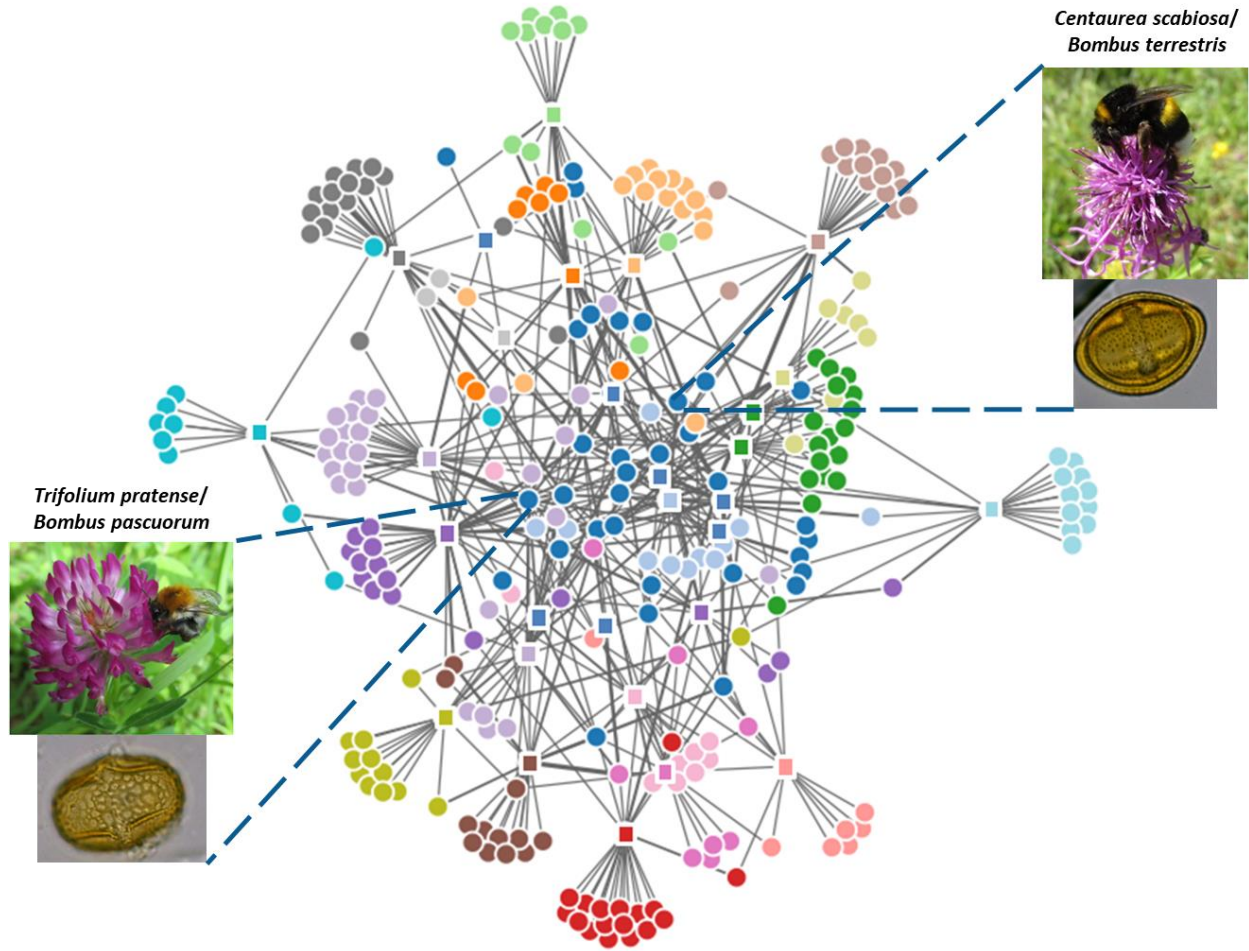 Centaurea scabiosa/
Bombus terrestris
Trifolium pratense/
Bombus pascuorum